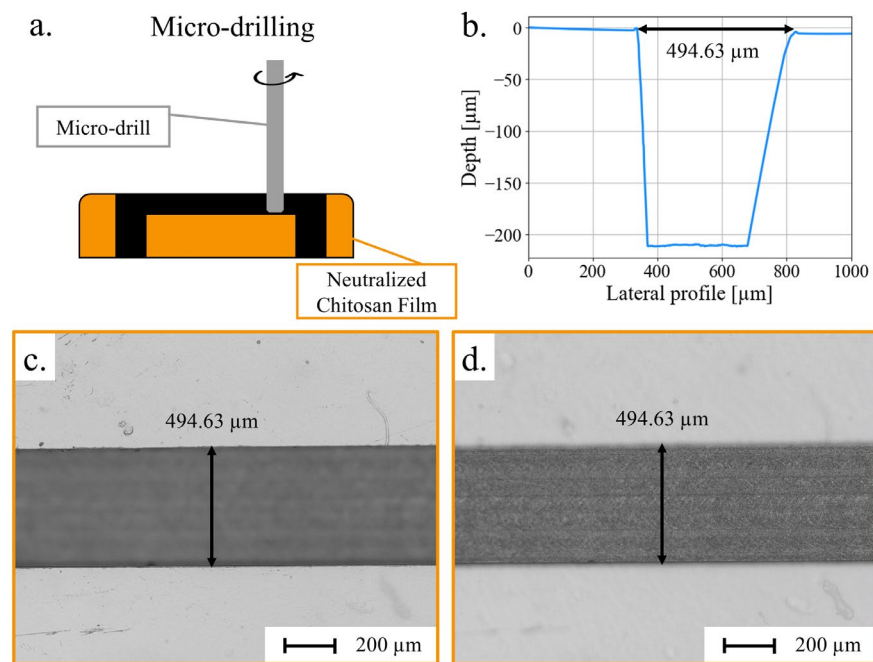 a.
Micro-drilling
Micro-drill
Neutralized
Chitosan Film
b.
494.63 µm
0
−50
−100
−150
−200
Depth [µm]
0 200 400 600 800 1000
Lateral profile [µm]
c.
494.63 µm
200 µm
d.
494.63 µm
200 µm